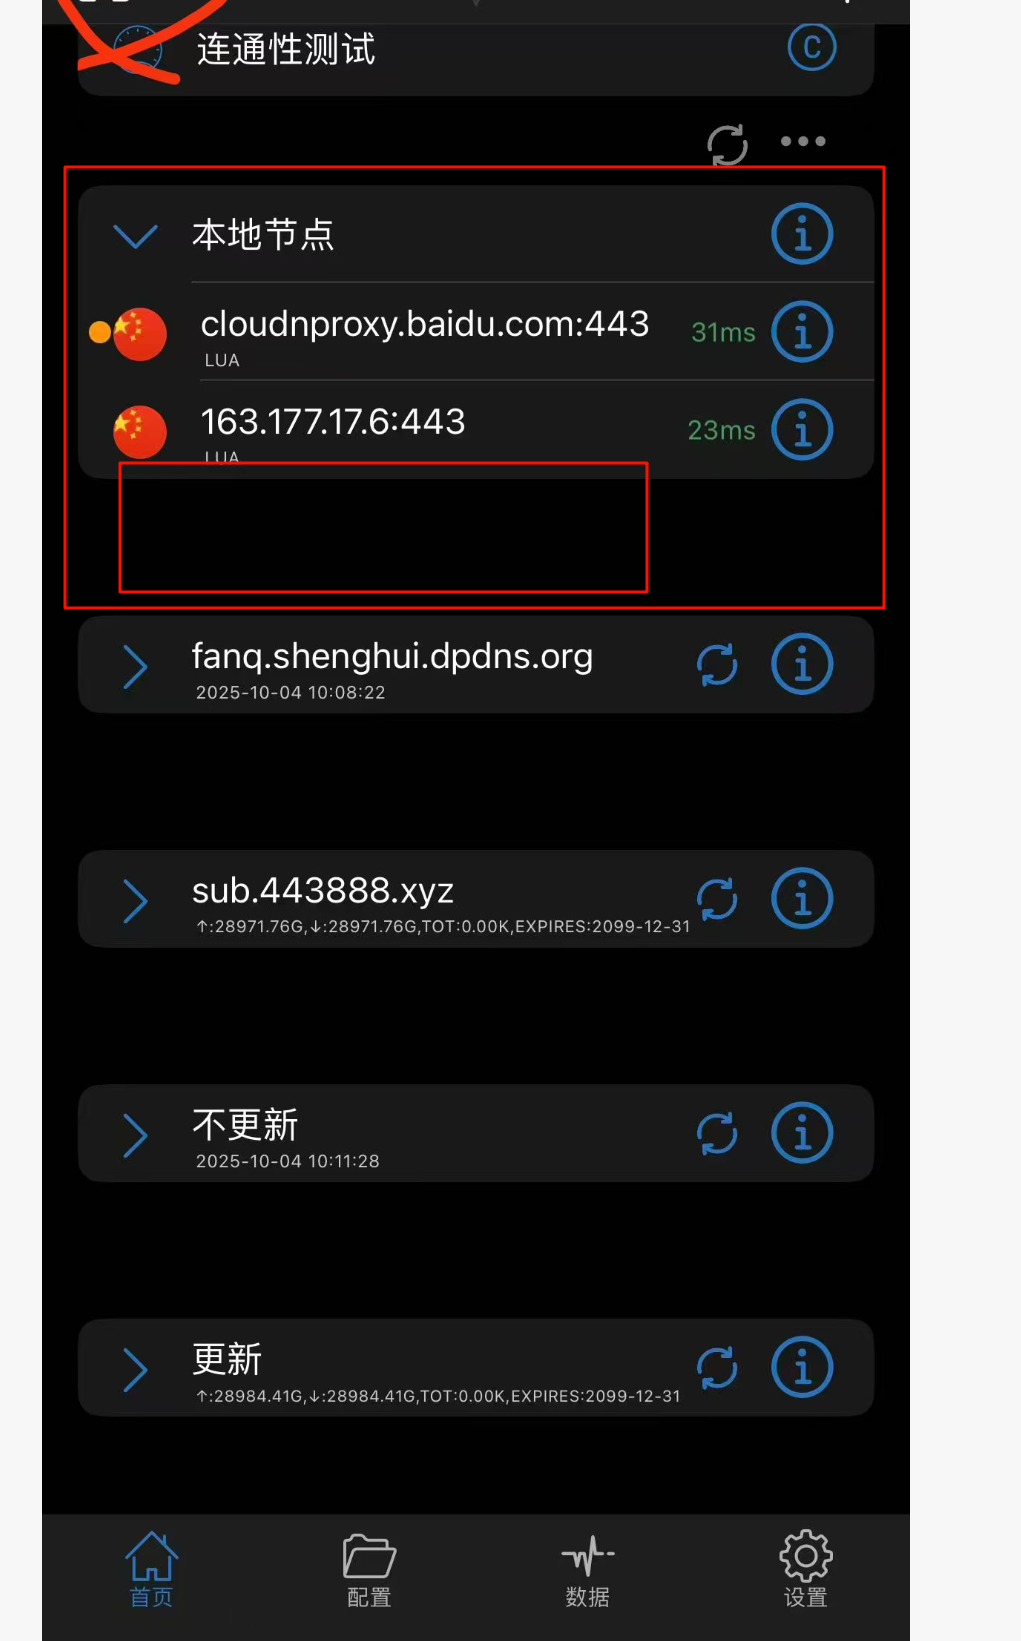 连通性测试
C
本地节点
cloudnproxy.baidu.com:443
31ms
LUA
163.177.17.6:443
23ms
LUA
fanq.shenghui.dpdns.org
2025-10-04 10:08:22
sub.443888.xyz
↑:28971.76G,↓:28971.76G,TOT:0.00K,EXPIRES:2099-12-31
不更新
2025-10-04 10:11:28
更新
↑:28984.41G,↓:28984.41G,TOT:0.00K,EXPIRES:2099-12-31
首页 配置 数据 设置